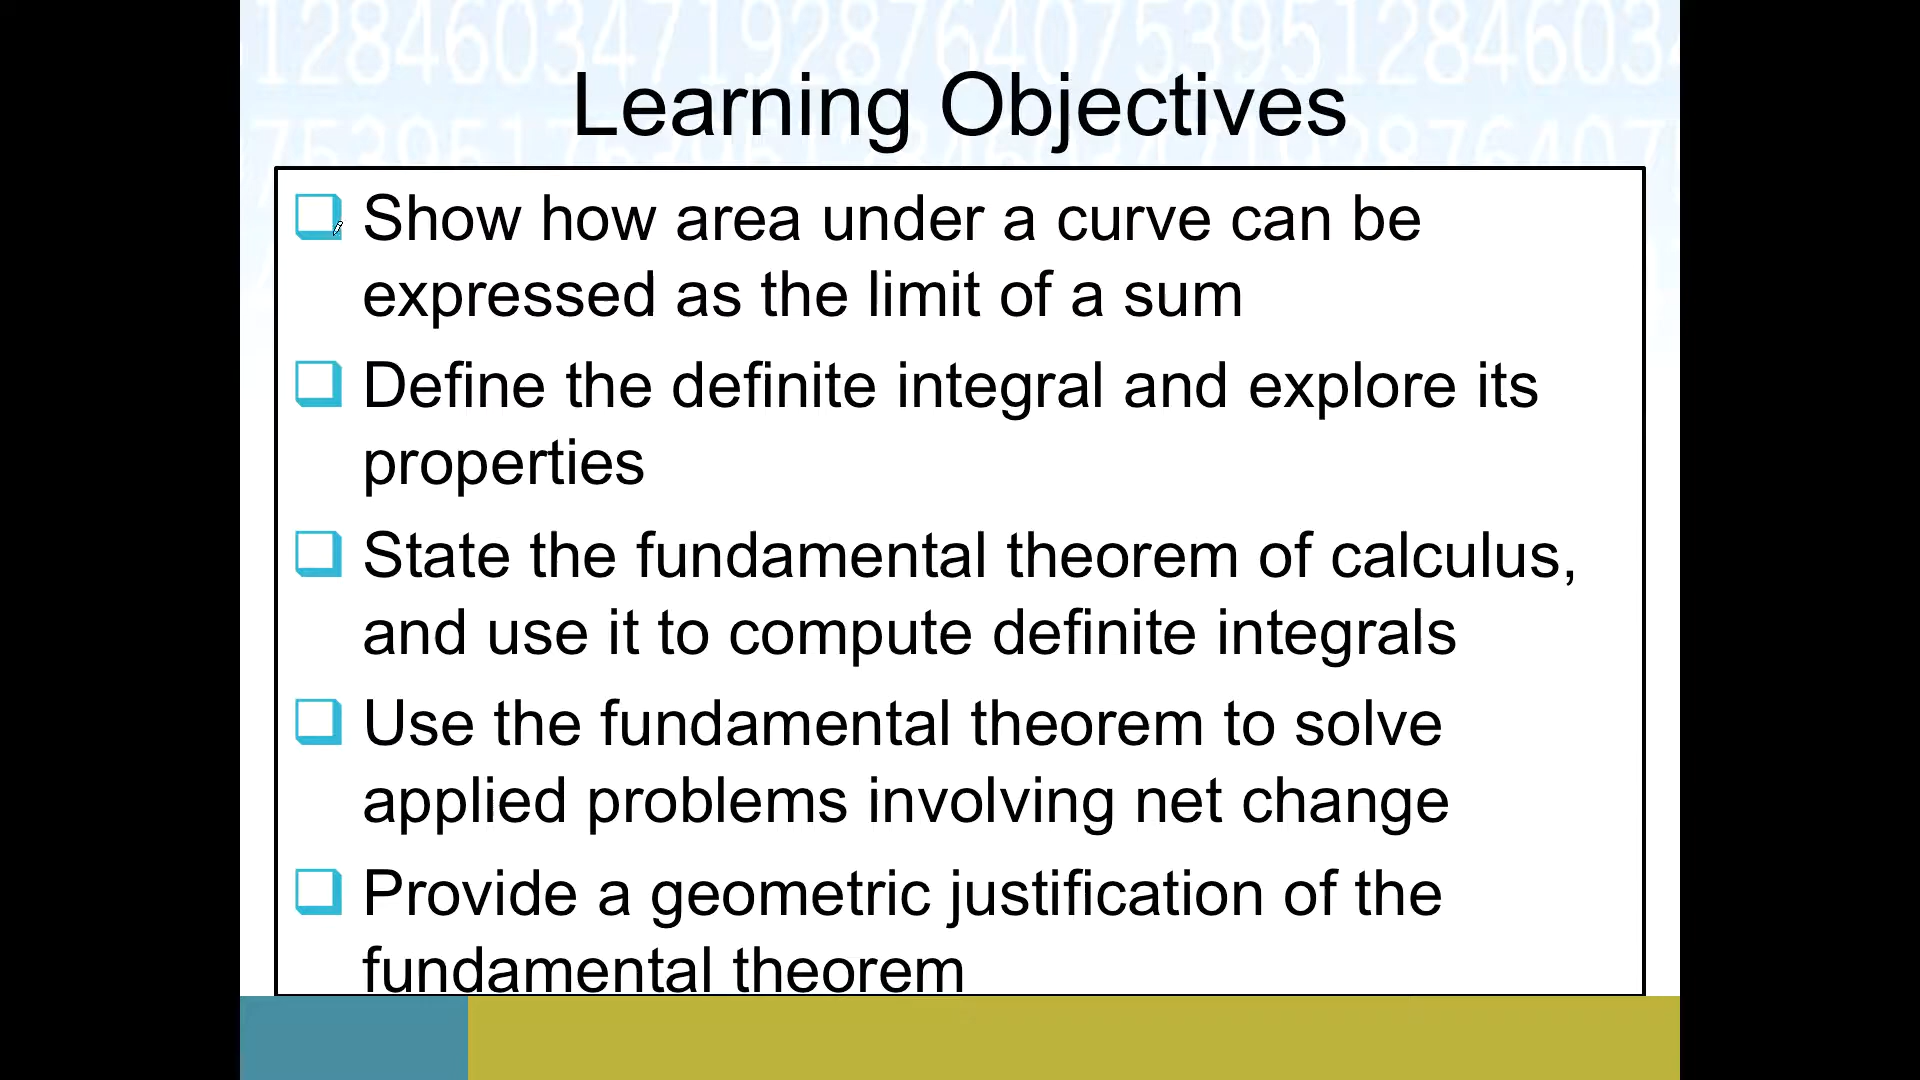 12846034719287640753951284603
Learning Objectives
Show how area under a curve can be
expressed as the limit of a sum
Define the definite integral and explore its
properties
State the fundamental theorem of calculus,
and use it to compute definite integrals
Use the fundamental theorem to solve
applied problems involving net change
Provide a geometric justification of the
fundamental theorem